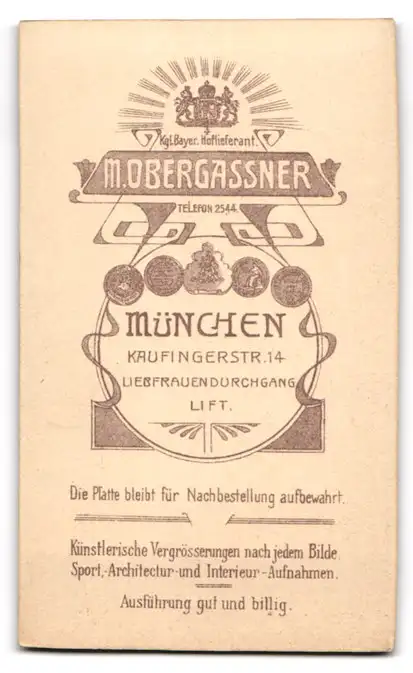 Kgl. Bayer. Hoflieferant.
M. OBERGASSNER
TELEFON 2544.
MÜNCHEN
KAUFINGERSTR. 14
LIEBFRAUENDURCHGANG
LIFT.
Die Platte bleibt für Nachbestellung aufbewahrt.
Künstlerische Vergrösserungen nach jedem Bilde
Sport,-Architectur-und Interieur-Aufnahmen.
Ausführung gut und billig.